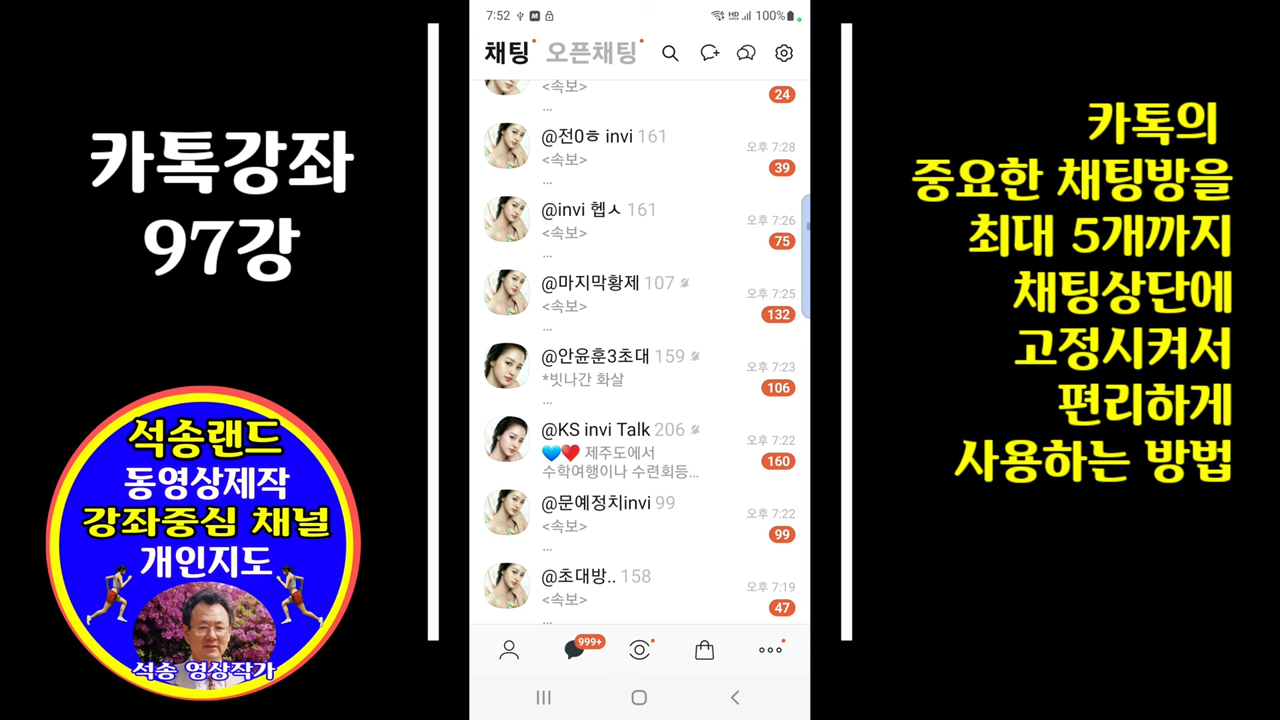 카톡강좌
97강
석송랜드
동영상제작
강좌중심 채널
개인지도
석송 영상작가
7:52
M
HD
100%
채팅 오픈채팅
<속보>
24
...
@전0ㅎ invi 161
오후 7:28
<속보>
39
...
@invi 헵ㅅ 161
오후 7:26
<속보>
75
...
@마지막황제 107
오후 7:25
<속보>
132
...
@안윤훈3초대 159
오후 7:23
*빗나간 화살
106
...
@KS invi Talk 206
오후 7:22
💙❤️ 제주도에서
160
수학여행이나 수련회등…
@문예정치invi 99
오후 7:22
<속보>
99
...
@초대방.. 158
오후 7:19
<속보>
47
...
999+
카톡의
중요한 채팅방을
최대 5개까지
채팅상단에
고정시켜서
편리하게
사용하는 방법